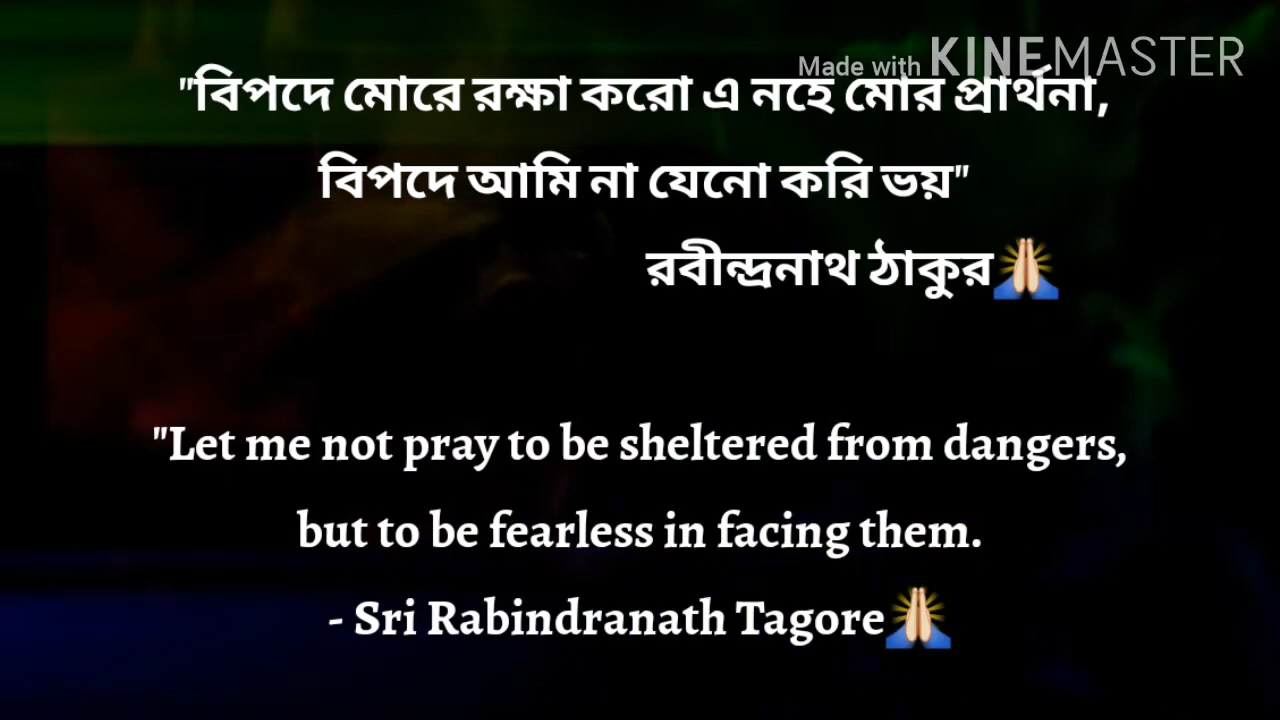 Made with KINEMASTER
"বিপদে মোরে রক্ষা করো এ নহে মোর প্রার্থনা,
বিপদে আমি না যেনো করি ভয়"
রবীন্দ্রনাথ ঠাকুর🙏
"Let me not pray to be sheltered from dangers,
but to be fearless in facing them.
- Sri Rabindranath Tagore🙏